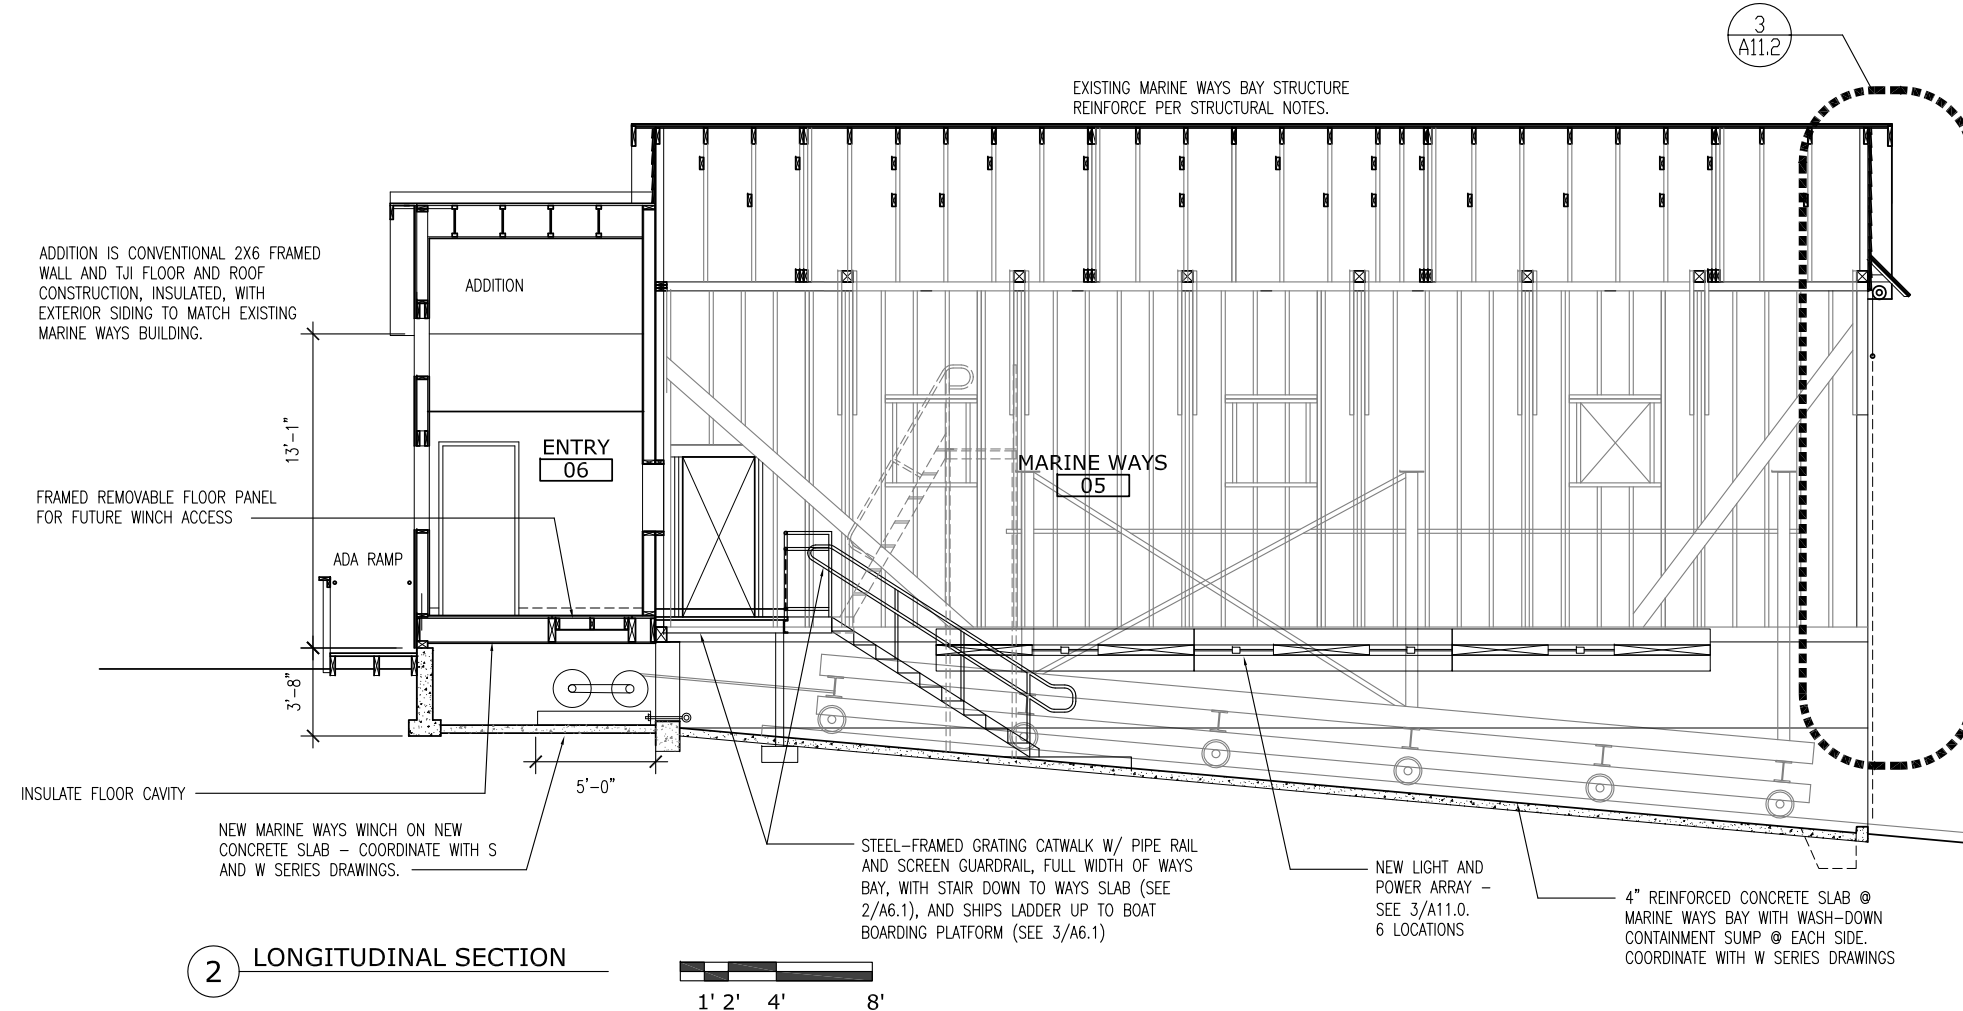 3
A11.2
EXISTING MARINE WAYS BAY STRUCTURE
REINFORCE PER STRUCTURAL NOTES.
ADDITION IS CONVENTIONAL 2X6 FRAMED
WALL AND TJI FLOOR AND ROOF
CONSTRUCTION, INSULATED, WITH
EXTERIOR SIDING TO MATCH EXISTING
MARINE WAYS BUILDING.
ADDITION
13'-1"
ENTRY
06
MARINE WAYS
05
FRAMED REMOVABLE FLOOR PANEL
FOR FUTURE WINCH ACCESS
ADA RAMP
3'-8"
5'-0"
INSULATE FLOOR CAVITY
NEW MARINE WAYS WINCH ON NEW
CONCRETE SLAB – COORDINATE WITH S
AND W SERIES DRAWINGS.
STEEL-FRAMED GRATING CATWALK W/ PIPE RAIL
AND SCREEN GUARDRAIL, FULL WIDTH OF WAYS
BAY, WITH STAIR DOWN TO WAYS SLAB (SEE
2/A6.1), AND SHIPS LADDER UP TO BOAT
BOARDING PLATFORM (SEE 3/A6.1)
NEW LIGHT AND
POWER ARRAY –
SEE 3/A11.0.
6 LOCATIONS
4" REINFORCED CONCRETE SLAB @
MARINE WAYS BAY WITH WASH-DOWN
CONTAINMENT SUMP @ EACH SIDE.
COORDINATE WITH W SERIES DRAWINGS
2 LONGITUDINAL SECTION
1' 2' 4' 8'